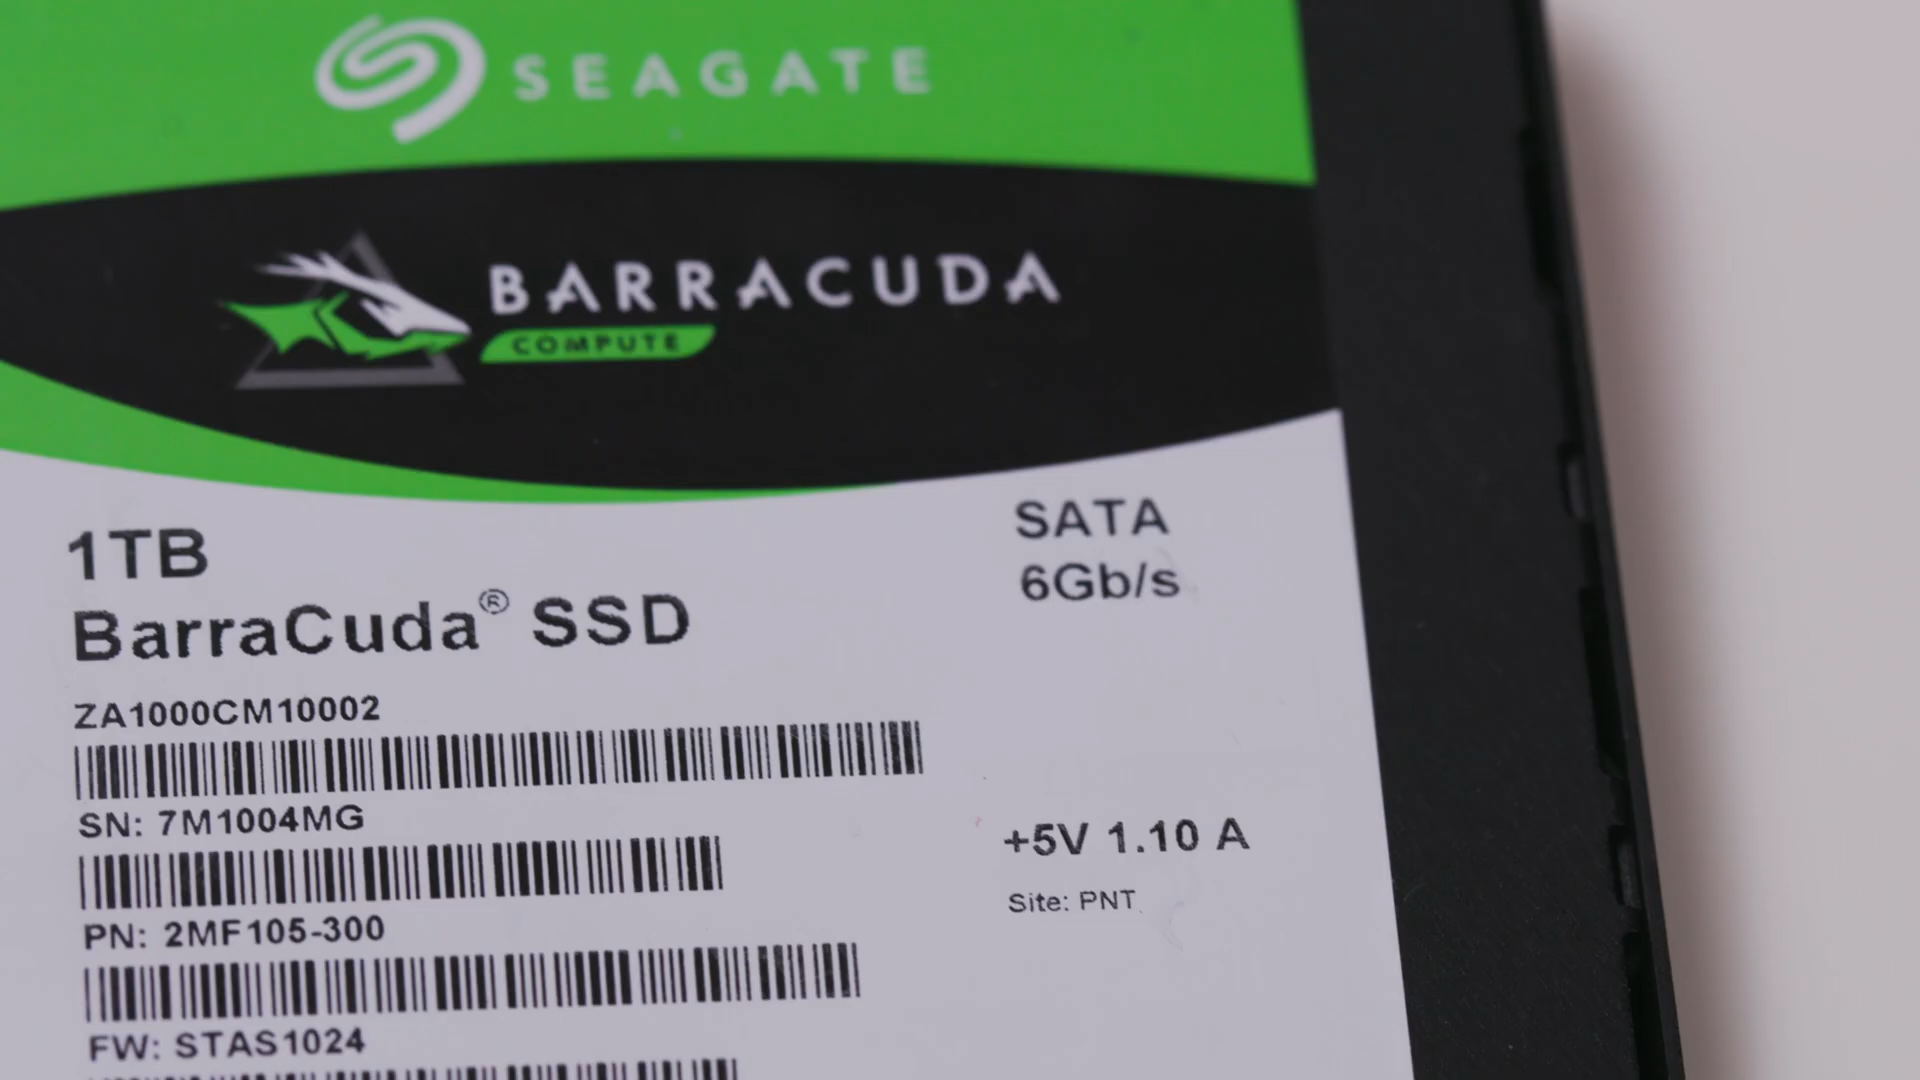 SEAGATE
BARRACUDA
COMPUTE
1TB
BarraCuda® SSD
SATA
6Gb/s
ZA1000CM10002
SN: 7M1004MG
PN: 2MF105-300
FW: STAS1024
+5V 1.10 A
Site: PNT